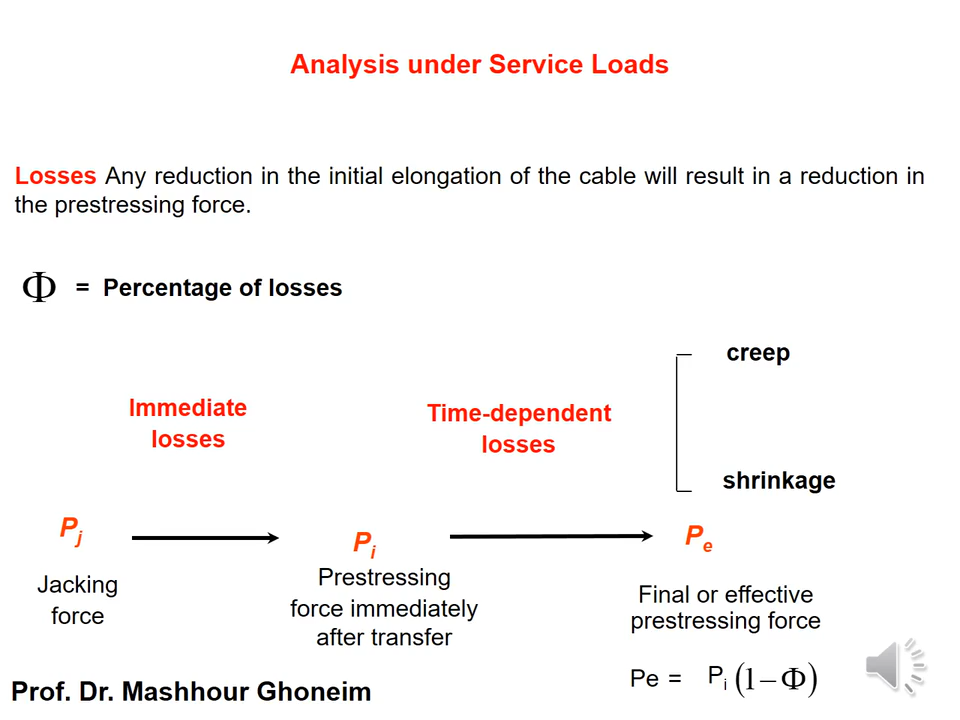 Analysis under Service Loads
Losses Any reduction in the initial elongation of the cable will result in a reduction in
the prestressing force.
Φ = Percentage of losses
creep
Immediate
losses
Time-dependent
losses
shrinkage
Pj
Pi
Pe
Jacking
force
Prestressing
force immediately
after transfer
Final or effective
prestressing force
Pe = Pi (1 – Φ)
Prof. Dr. Mashhour Ghoneim